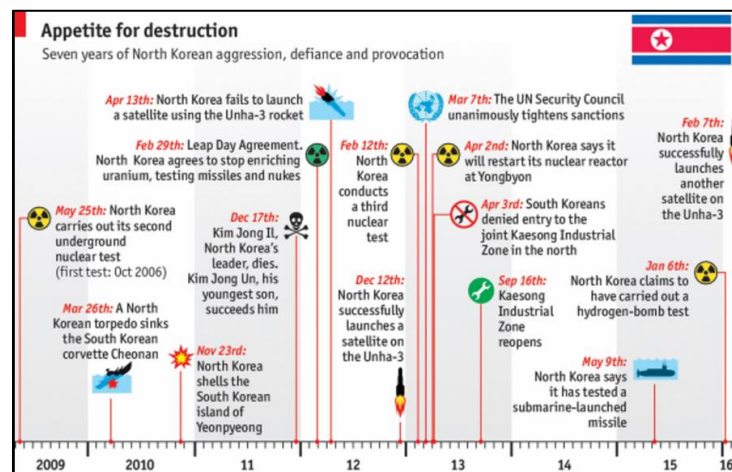 Appetite for destruction
Seven years of North Korean aggression, defiance and provocation
Apr 13th: North Korea fails to launch
a satellite using the Unha-3 rocket
Mar 7th: The UN Security Council
unanimously tightens sanctions
Feb 7th:
North Korea
successfully
launches
another
satellite on
the Unha-3
Feb 29th: Leap Day Agreement.
North Korea agrees to stop enriching
uranium, testing missiles and nukes
Feb 12th:
North
Korea
conducts
a third
nuclear
test
Apr 2nd: North Korea says it
will restart its nuclear reactor
at Yongbyon
Apr 3rd: South Koreans
denied entry to the
joint Kaesong Industrial
Zone in the north
May 25th: North Korea
carries out its second
underground
nuclear test
(first test: Oct 2006)
Dec 17th:
Kim Jong Il,
North Korea's
leader, dies.
Kim Jong Un, his
youngest son,
succeeds him
Jan 6th:
North Korea claims to
have carried out a
hydrogen-bomb test
Dec 12th:
North Korea
successfully
launches a
satellite on
the Unha-3
Sep 16th:
Kaesong
Industrial
Zone
reopens
Mar 26th: A North
Korean torpedo sinks
the South Korean
corvette Cheonan
Nov 23rd:
North Korea
shells the
South Korean
island of
Yeonpyeong
May 9th:
North Korea says
it has tested a
submarine-launched
missile
2009 2010 11 12 13 14 15 16